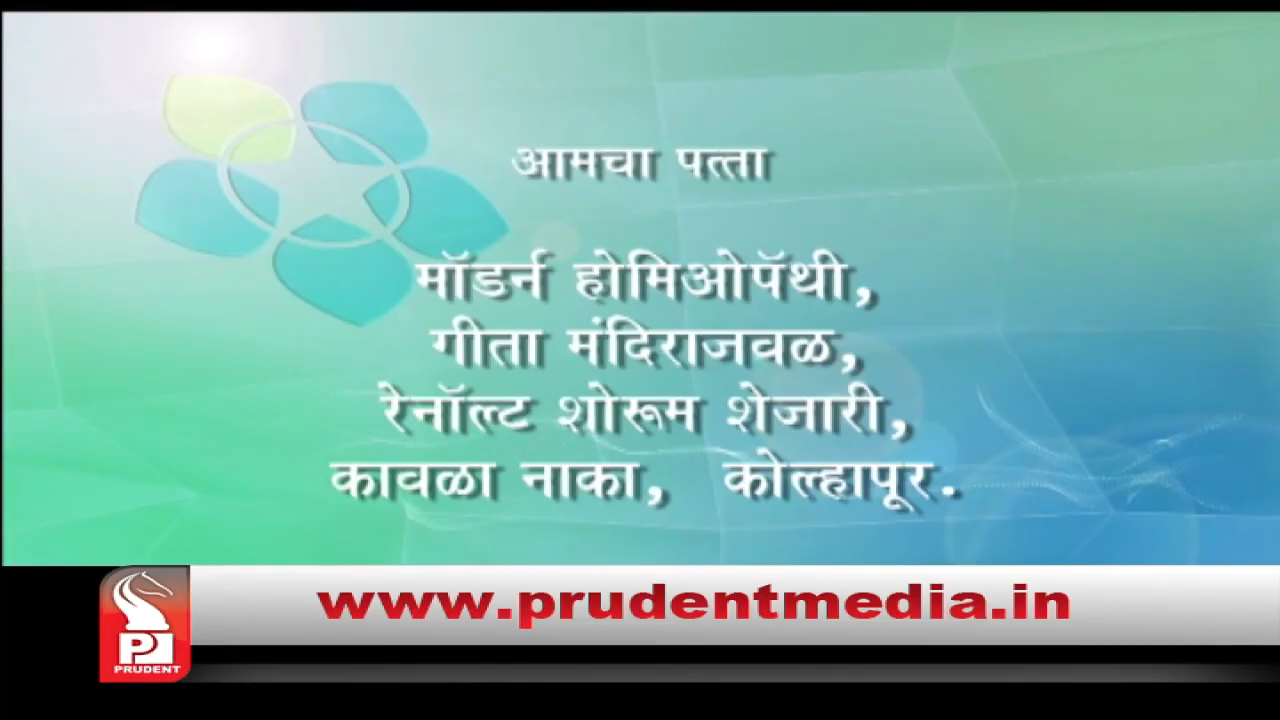 आमचा पत्ता
मॉडर्न होमिओपॅथी,
गीता मंदिराजवळ,
रेनॉल्ट शोरूम शेजारी,
कावळा नाका, कोल्हापूर.
www.prudentmedia.in
P
PRUDENT